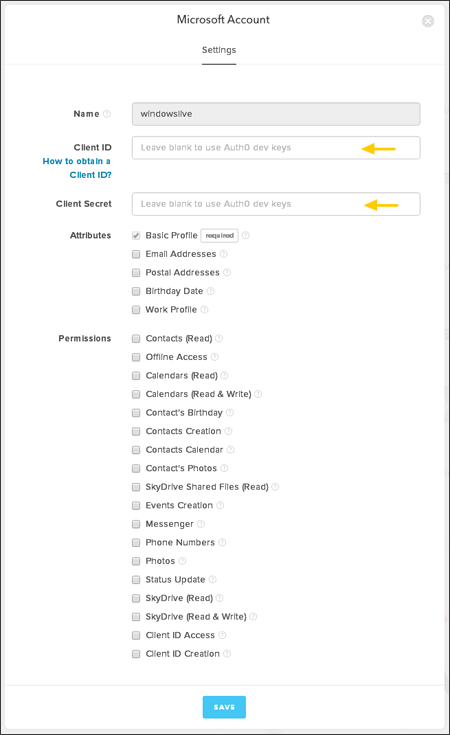 Microsoft Account
Settings
Name
windowslive
Client ID
Leave blank to use Auth0 dev keys
How to obtain a
Client ID?
Client Secret
Leave blank to use Auth0 dev keys
Attributes
Basic Profile required
Email Addresses
Postal Addresses
Birthday Date
Work Profile
Permissions
Contacts (Read)
Offline Access
Calendars (Read)
Calendars (Read & Write)
Contact's Birthday
Contacts Creation
Contacts Calendar
Contact's Photos
SkyDrive Shared Files (Read)
Events Creation
Messenger
Phone Numbers
Photos
Status Update
SkyDrive (Read)
SkyDrive (Read & Write)
Client ID Access
Client ID Creation
SAVE